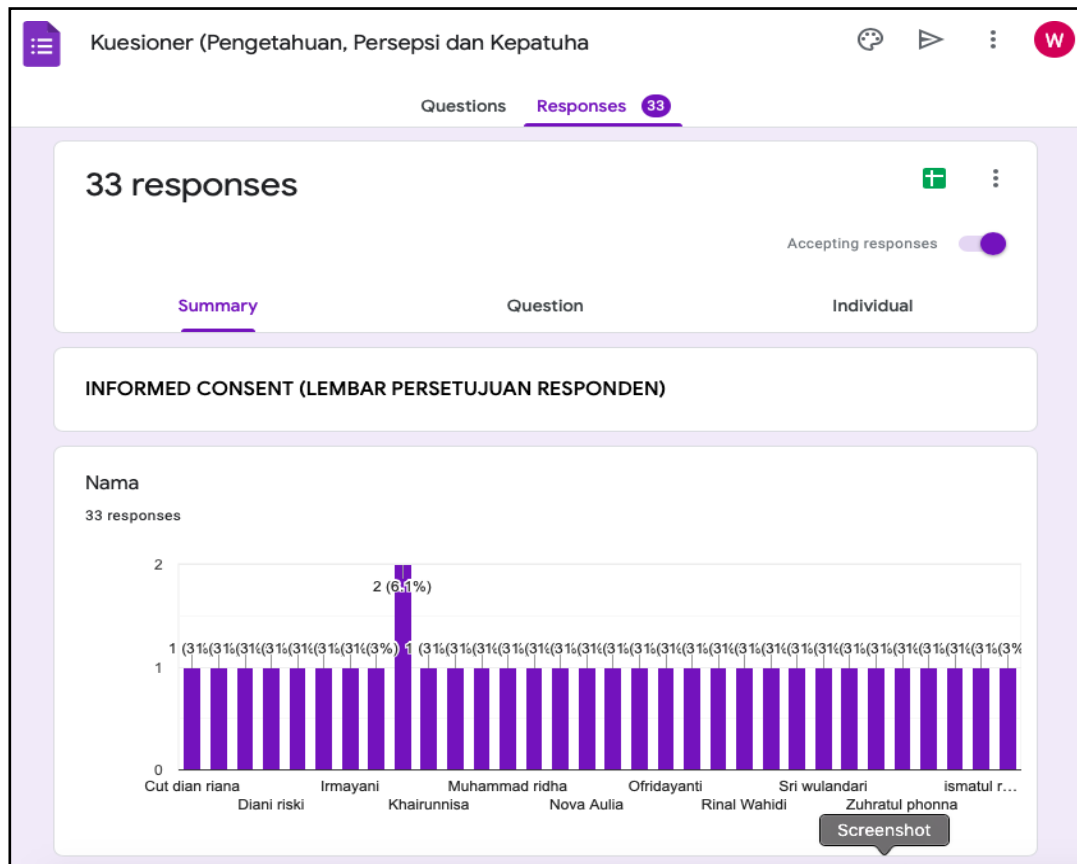 Kuesioner (Pengetahuan, Persepsi dan Kepatuha
W
Questions Responses 33
33 responses
Accepting responses
Summary Question Individual
INFORMED CONSENT (LEMBAR PERSETUJUAN RESPONDEN)
Nama
33 responses
2
2 (6.1%)
1
0
Cut dian riana Irmayani Muhammad ridha Ofridayanti Sri wulandari ismatul r…
Diani riski Khairunnisa Nova Aulia Rinal Wahidi Zuhratul phonna
Screenshot